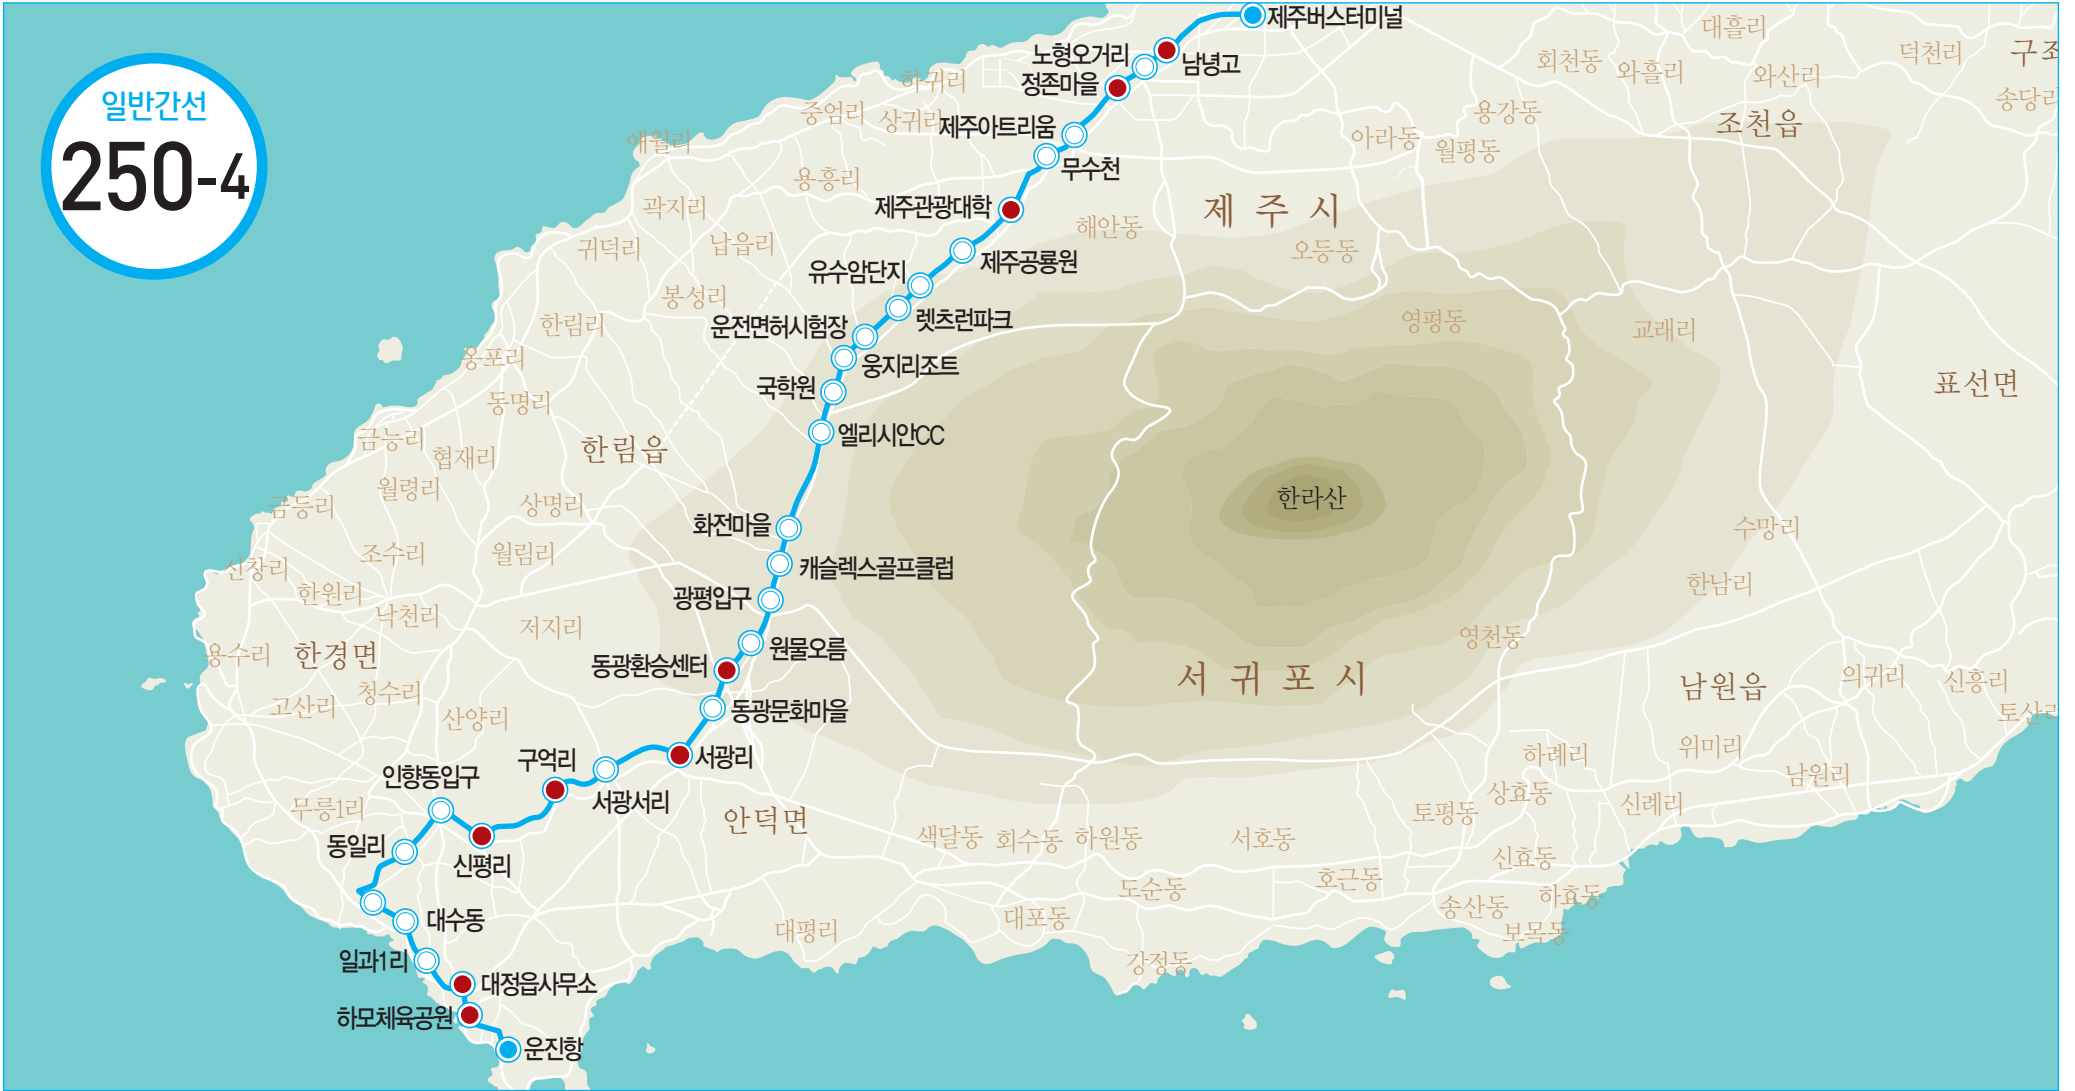 일반간선
250-4
제주버스터미널
남녕고
노형오거리
정존마을
제주아트리움
무수천
제주관광대학
제주공룡원
유수암단지
렛츠런파크
운전면허시험장
웅지리조트
국학원
엘리시안CC
화전마을
캐슬렉스골프클럽
광평입구
원물오름
동광환승센터
동광문화마을
서광리
서광서리
구억리
신평리
인향동입구
동일리
대수동
일과1리
대정읍사무소
하모체육공원
운진항
대흘리
회천동
와흘리
와산리
덕천리
송당리
용강동
조천읍
아라동
월평동
하귀리
중엄리
상귀리
애월리
용흥리
곽지리
귀덕리
납읍리
해안동
제주시
오등동
봉성리
한림리
옹포리
영평동
교래리
동명리
표선면
금능리
협재리
한림읍
월령리
금등리
상명리
한라산
수망리
조수리
월림리
신창리
한원리
낙천리
저지리
한남리
용수리
한경면
영천동
청수리
고산리
산양리
서귀포시
남원읍
의귀리
신흥리
토산리
위미리
하례리
남원리
무릉1리
상효동
신례리
토평동
안덕면
색달동
회수동
하원동
서호동
신효동
호근동
도순동
하효동
송산동
대평리
대포동
보목동
강정동